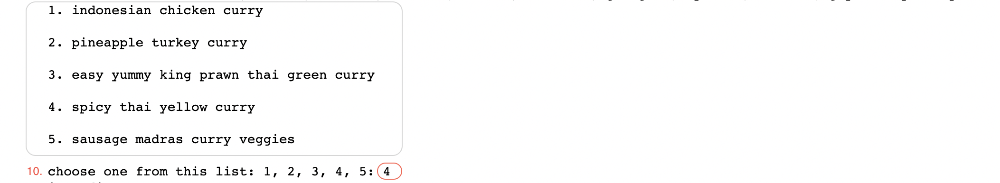 1. indonesian chicken curry
2. pineapple turkey curry
3. easy yummy king prawn thai green curry
4. spicy thai yellow curry
5. sausage madras curry veggies
10. choose one from this list: 1, 2, 3, 4, 5: 4